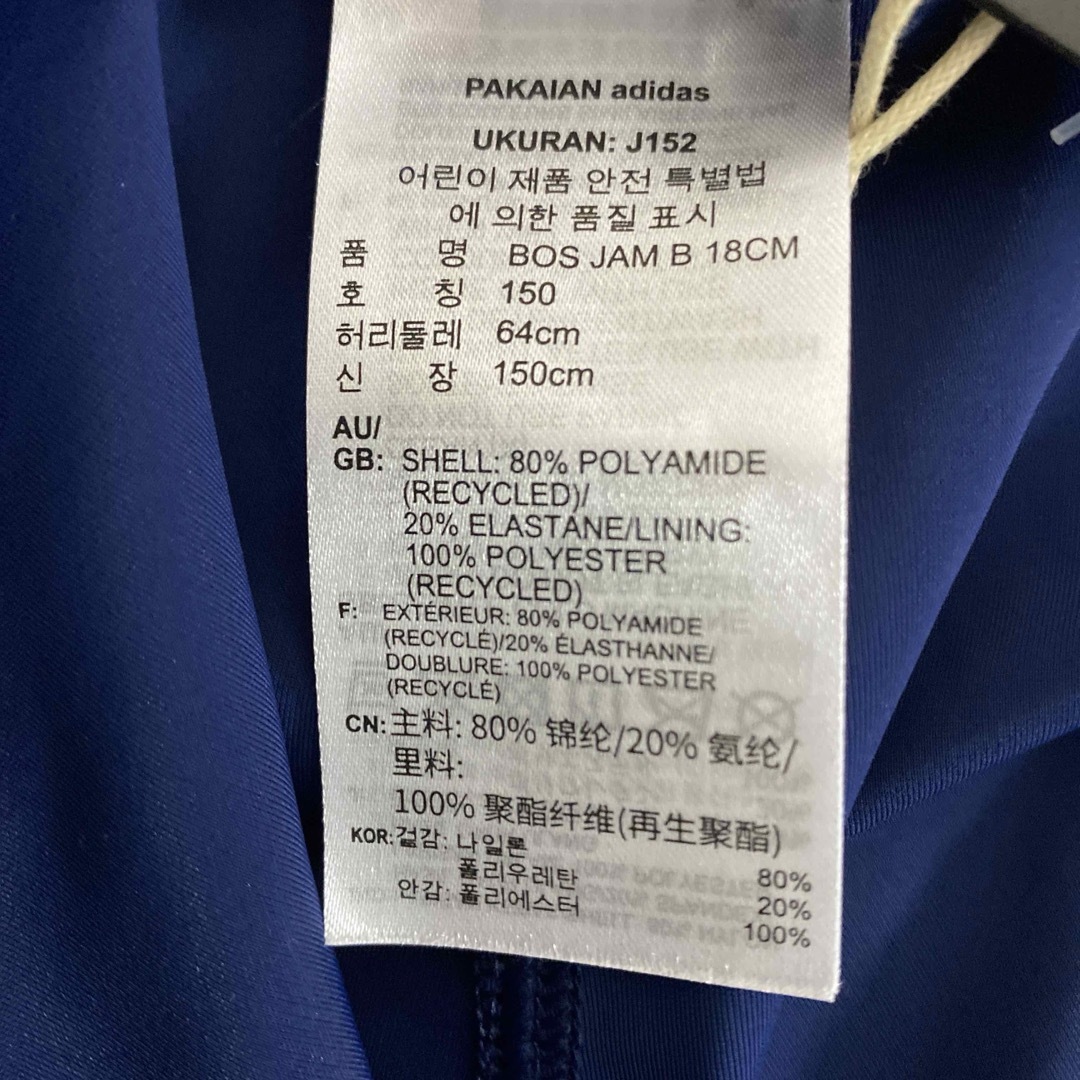 PAKAIAN adidas
UKURAN: J152
어린이 제품 안전 특별법
에 의한 품질 표시
품 명 BOS JAM B 18CM
호 칭 150
허리둘레 64cm
신 장 150cm
AU/
GB: SHELL: 80% POLYAMIDE
(RECYCLED)/
20% ELASTANE/LINING:
100% POLYESTER
(RECYCLED)
F: EXTÉRIEUR: 80% POLYAMIDE
(RECYCLÉ)/20% ÉLASTHANNE/
DOUBLURE: 100% POLYESTER
(RECYCLÉ)
CN: 主料: 80% 锦纶/20% 氨纶/
里料:
100% 聚酯纤维(再生聚酯)
KOR: 겉감: 나일론 80%
폴리우레탄 20%
안감: 폴리에스터 100%